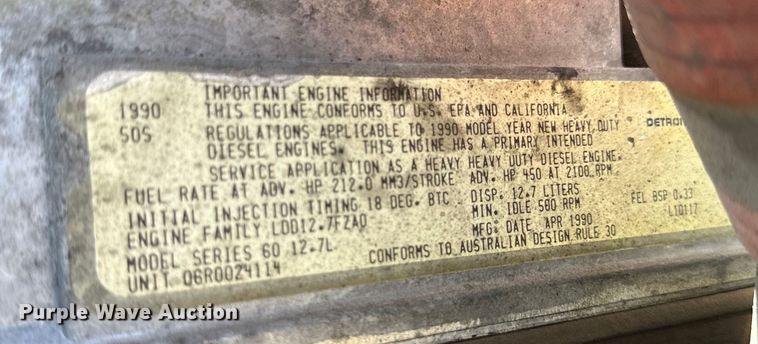 IMPORTANT ENGINE INFORMATION
1990 THIS ENGINE CONFORMS TO U.S. EPA AND CALIFORNIA
50S REGULATIONS APPLICABLE TO 1990 MODEL YEAR NEW HEAVY DUTY
DIESEL ENGINES. THIS ENGINE HAS A PRIMARY INTENDED
SERVICE APPLICATION AS A HEAVY HEAVY DUTY DIESEL ENGINE.
FUEL RATE AT ADV. HP 212.0 MM3/STROKE ADV. HP 450 AT 2100 RPM.
INITIAL INJECTION TIMING 18 DEG. BTC DISP. 12.7 LITERS FEL BSP 0.33
ENGINE FAMILY LDD12.7FZA0 MIN. IDLE 580 RPM L10117
MODEL SERIES 60 12.7L MFG. DATE APR 1990
UNIT 06R0024114 CONFORMS TO AUSTRALIAN DESIGN RULE 30
DETROI
Purple Wave Auction